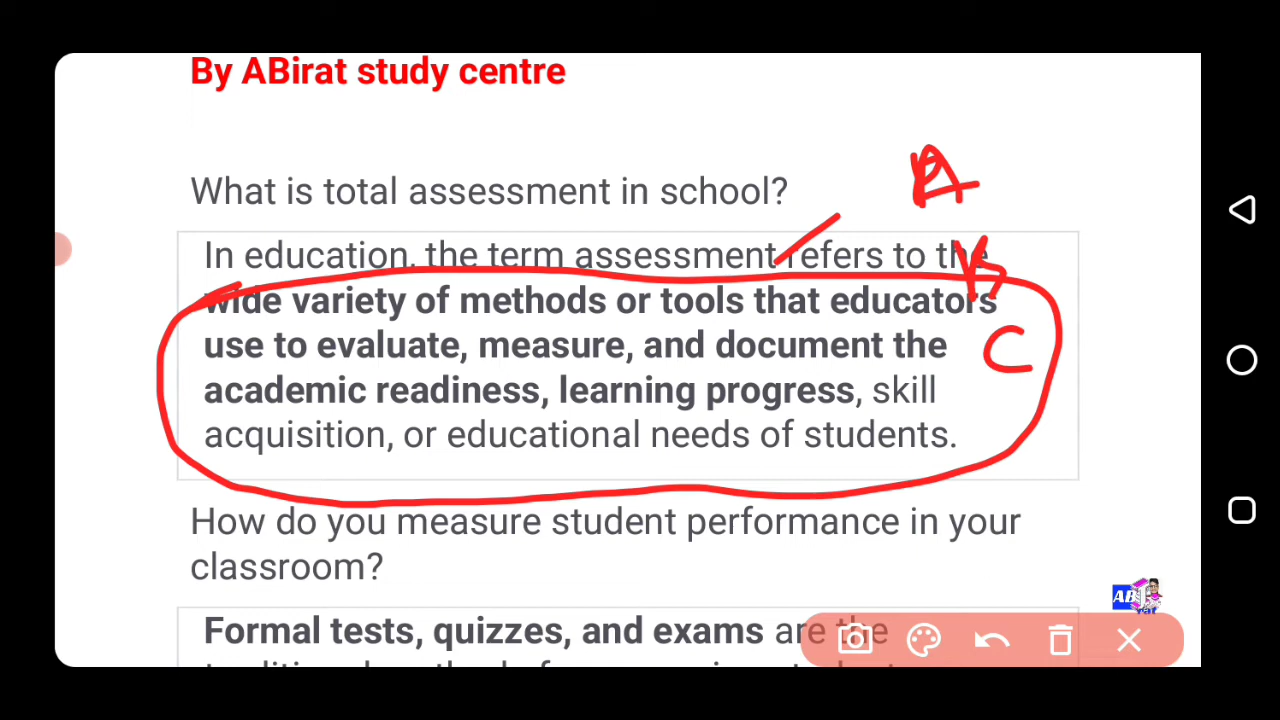 By ABirat study centre
What is total assessment in school?
A
In education, the term assessment refers to the
wide variety of methods or tools that educators
B
use to evaluate, measure, and document the
C
academic readiness, learning progress, skill
acquisition, or educational needs of students.
How do you measure student performance in your
classroom?
Formal tests, quizzes, and exams are the
AB
rat